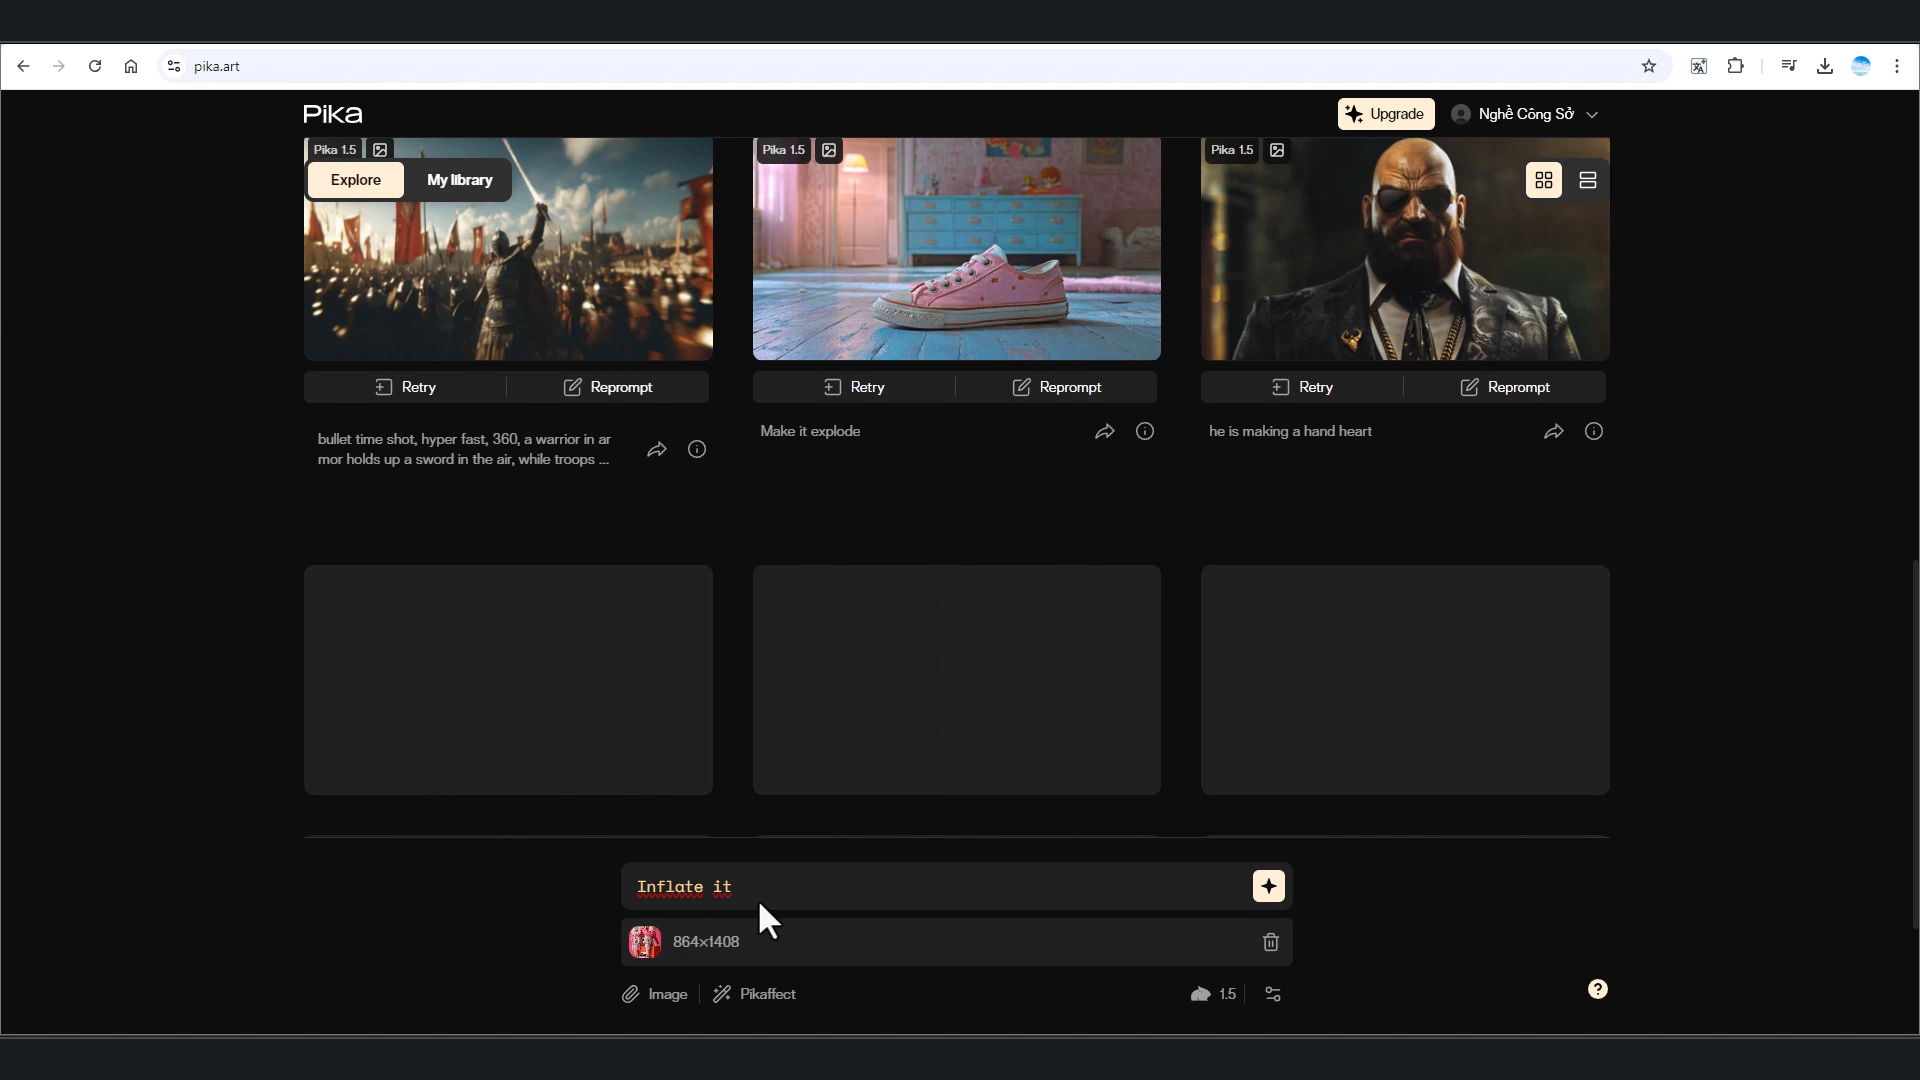 pika.art
Pika
Upgrade
Nghề Công Sở
Pika 1.5
Pika 1.5
Pika 1.5
Explore
My library
Retry
Reprompt
Retry
Reprompt
Retry
Reprompt
bullet time shot, hyper fast, 360, a warrior in ar
mor holds up a sword in the air, while troops ...
Make it explode
he is making a hand heart
Inflate it
864×1408
Image
Pikaffect
1.5
?